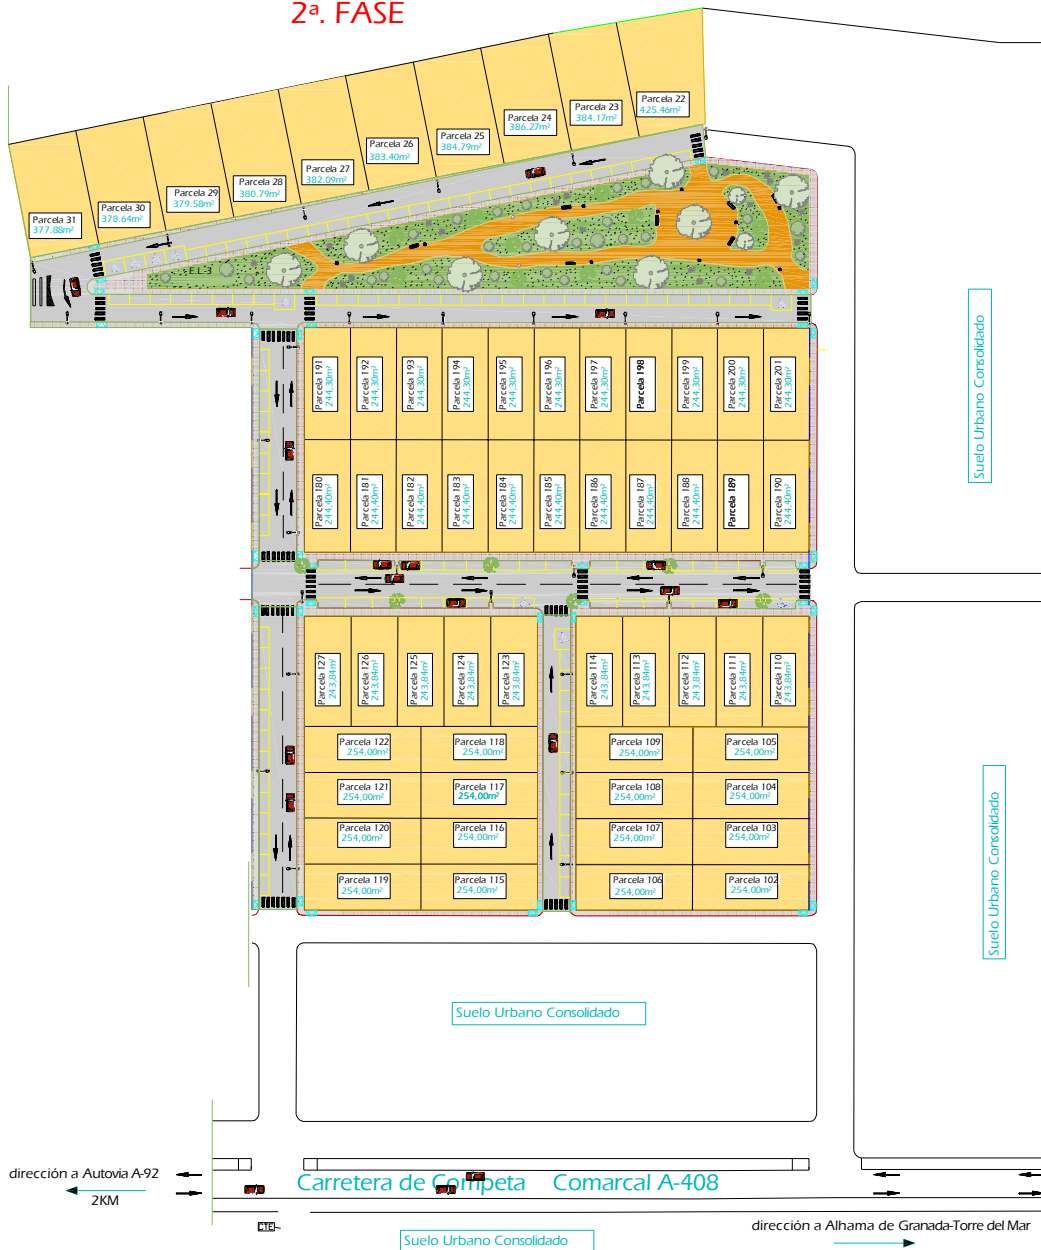 2ª. FASE
Parcela 22
425.46m²
Parcela 23
384.17m²
Parcela 24
386.27m²
Parcela 25
384.79m²
Parcela 26
383.40m²
Parcela 27
382.09m²
Parcela 28
380.79m²
Parcela 29
379.58m²
Parcela 30
378.64m²
Parcela 31
377.88m²
E.L-3
Parcela 191
244,30m²
Parcela 192
244,30m²
Parcela 193
244,30m²
Parcela 194
244,30m²
Parcela 195
244,30m²
Parcela 196
244,30m²
Parcela 197
244,30m²
Parcela 198
Parcela 199
244,30m²
Parcela 200
244,30m²
Parcela 201
244,30m²
Parcela 180
244,40m²
Parcela 181
244,40m²
Parcela 182
244,40m²
Parcela 183
244,40m²
Parcela 184
244,40m²
Parcela 185
244,40m²
Parcela 186
244,40m²
Parcela 187
244,40m²
Parcela 188
244,40m²
Parcela 189
Parcela 190
244,40m²
Parcela 127
243,84m²
Parcela 126
243,84m²
Parcela 125
243,84m²
Parcela 124
243,84m²
Parcela 123
243,84m²
Parcela 114
243,84m²
Parcela 113
243,84m²
Parcela 112
243,84m²
Parcela 111
243,84m²
Parcela 110
243,84m²
Parcela 122
254,00m²
Parcela 118
254,00m²
Parcela 109
254,00m²
Parcela 105
254,00m²
Parcela 121
254,00m²
Parcela 117
254,00m²
Parcela 108
254,00m²
Parcela 104
254,00m²
Parcela 120
254,00m²
Parcela 116
254,00m²
Parcela 107
254,00m²
Parcela 103
254,00m²
Parcela 119
254,00m²
Parcela 115
254,00m²
Parcela 106
254,00m²
Parcela 102
254,00m²
Suelo Urbano Consolidado
Suelo Urbano Consolidado
Suelo Urbano Consolidado
dirección a Autovia A-92
2KM
Carretera de Competa Comarcal A-408
CTE
Suelo Urbano Consolidado
dirección a Alhama de Granada-Torre del Mar